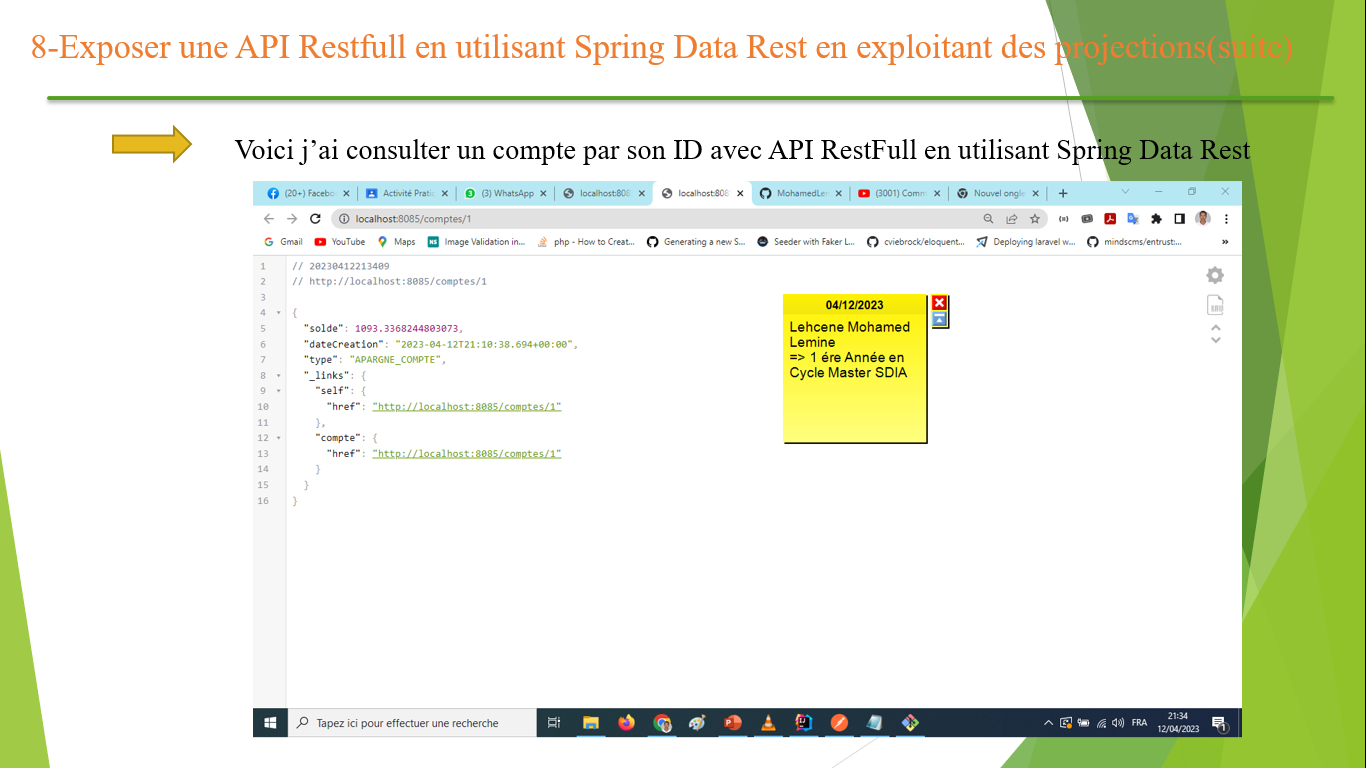 8-Exposer une API Restfull en utilisant Spring Data Rest en exploitant des projections(suite)
Voici j’ai consulter un compte par son ID avec API RestFull en utilisant Spring Data Rest
(20+) Facebo
Activité Prati
(3) WhatsApp
localhost:808
localhost:808
MohamedLe
(3001) Comm
Nouvel ongle
localhost:8085/comptes/1
Gmail
YouTube
Maps
Image Validation in...
php - How to Creat...
Generating a new S...
Seeder with Faker L...
cviebrock/eloquent...
Deploying laravel w...
mindscms/entrust:...
1 // 20230412213409
2 // http://localhost:8085/comptes/1
3
4 {
5 "solde": 1093.3368244803073,
6 "dateCreation": "2023-04-12T21:10:38.694+00:00",
7 "type": "APARGNE_COMPTE",
8 "_links": {
9 "self": {
10 "href": "http://localhost:8085/comptes/1"
11 },
12 "compte": {
13 "href": "http://localhost:8085/comptes/1"
14 }
15 }
16 }
04/12/2023
Lehcene Mohamed
Lemine
=> 1 ére Année en
Cycle Master SDIA
Tapez ici pour effectuer une recherche
FRA
21:34
12/04/2023